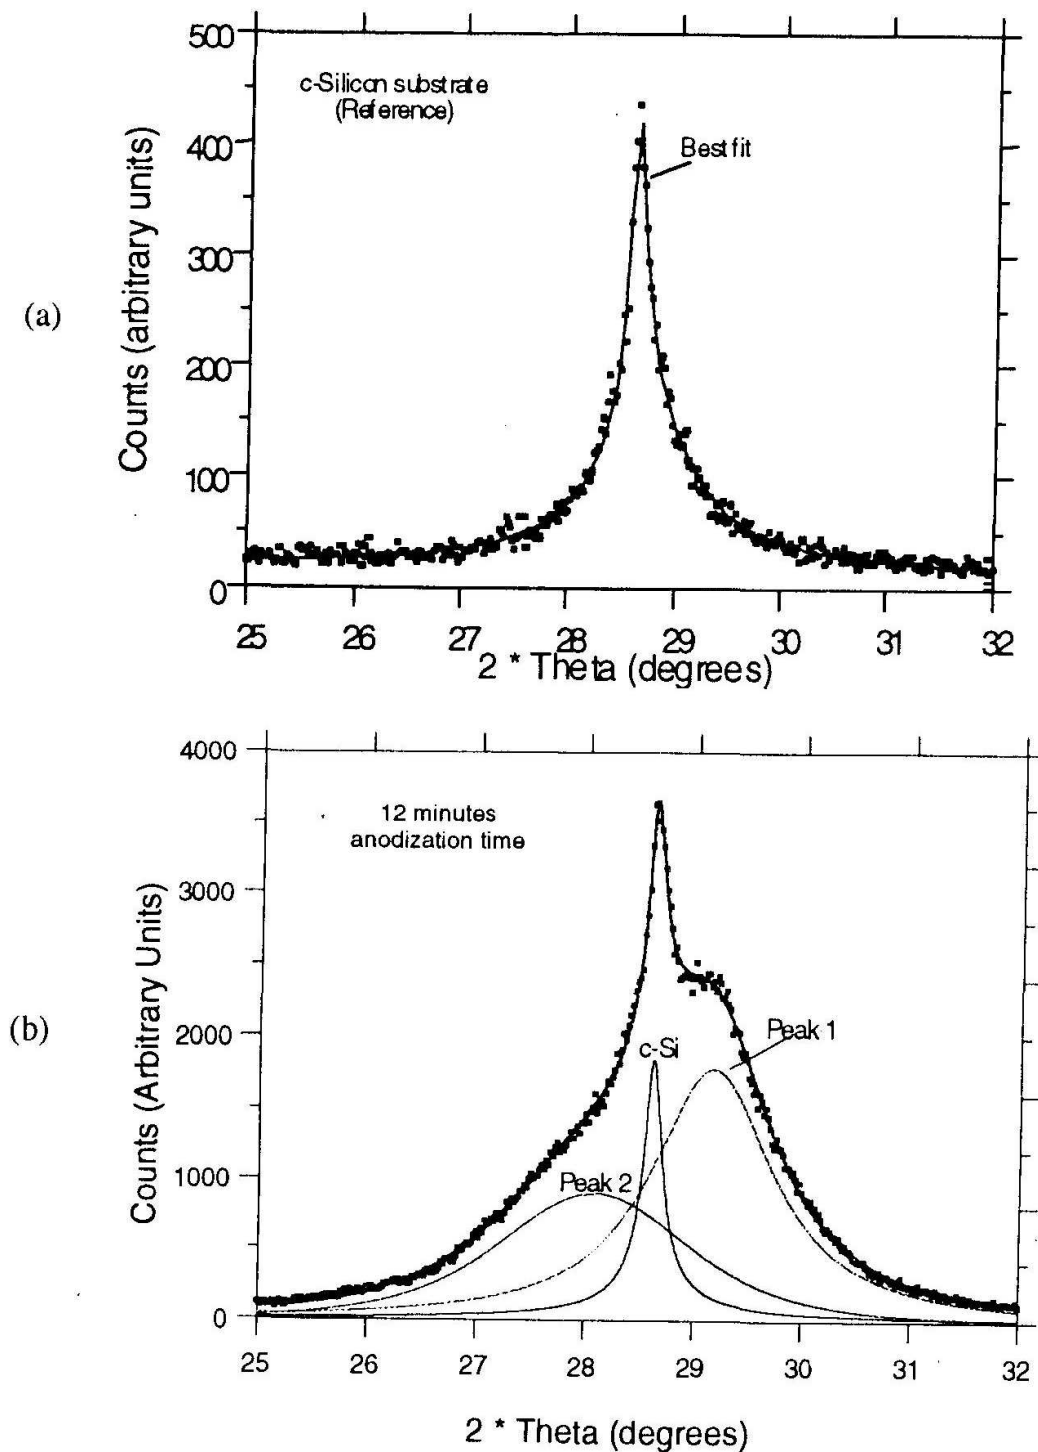 (a)
Counts (arbitrary units)
500
400
300
200
100
0
c-Silicon substrate
(Reference)
Best fit
25 26 27 28 29 30 31 32
2 * Theta (degrees)
(b)
Counts (Arbitrary Units)
4000
3000
2000
1000
0
12 minutes
anodization time
c-Si
Peak 1
Peak 2
25 26 27 28 29 30 31 32
2 * Theta (degrees)